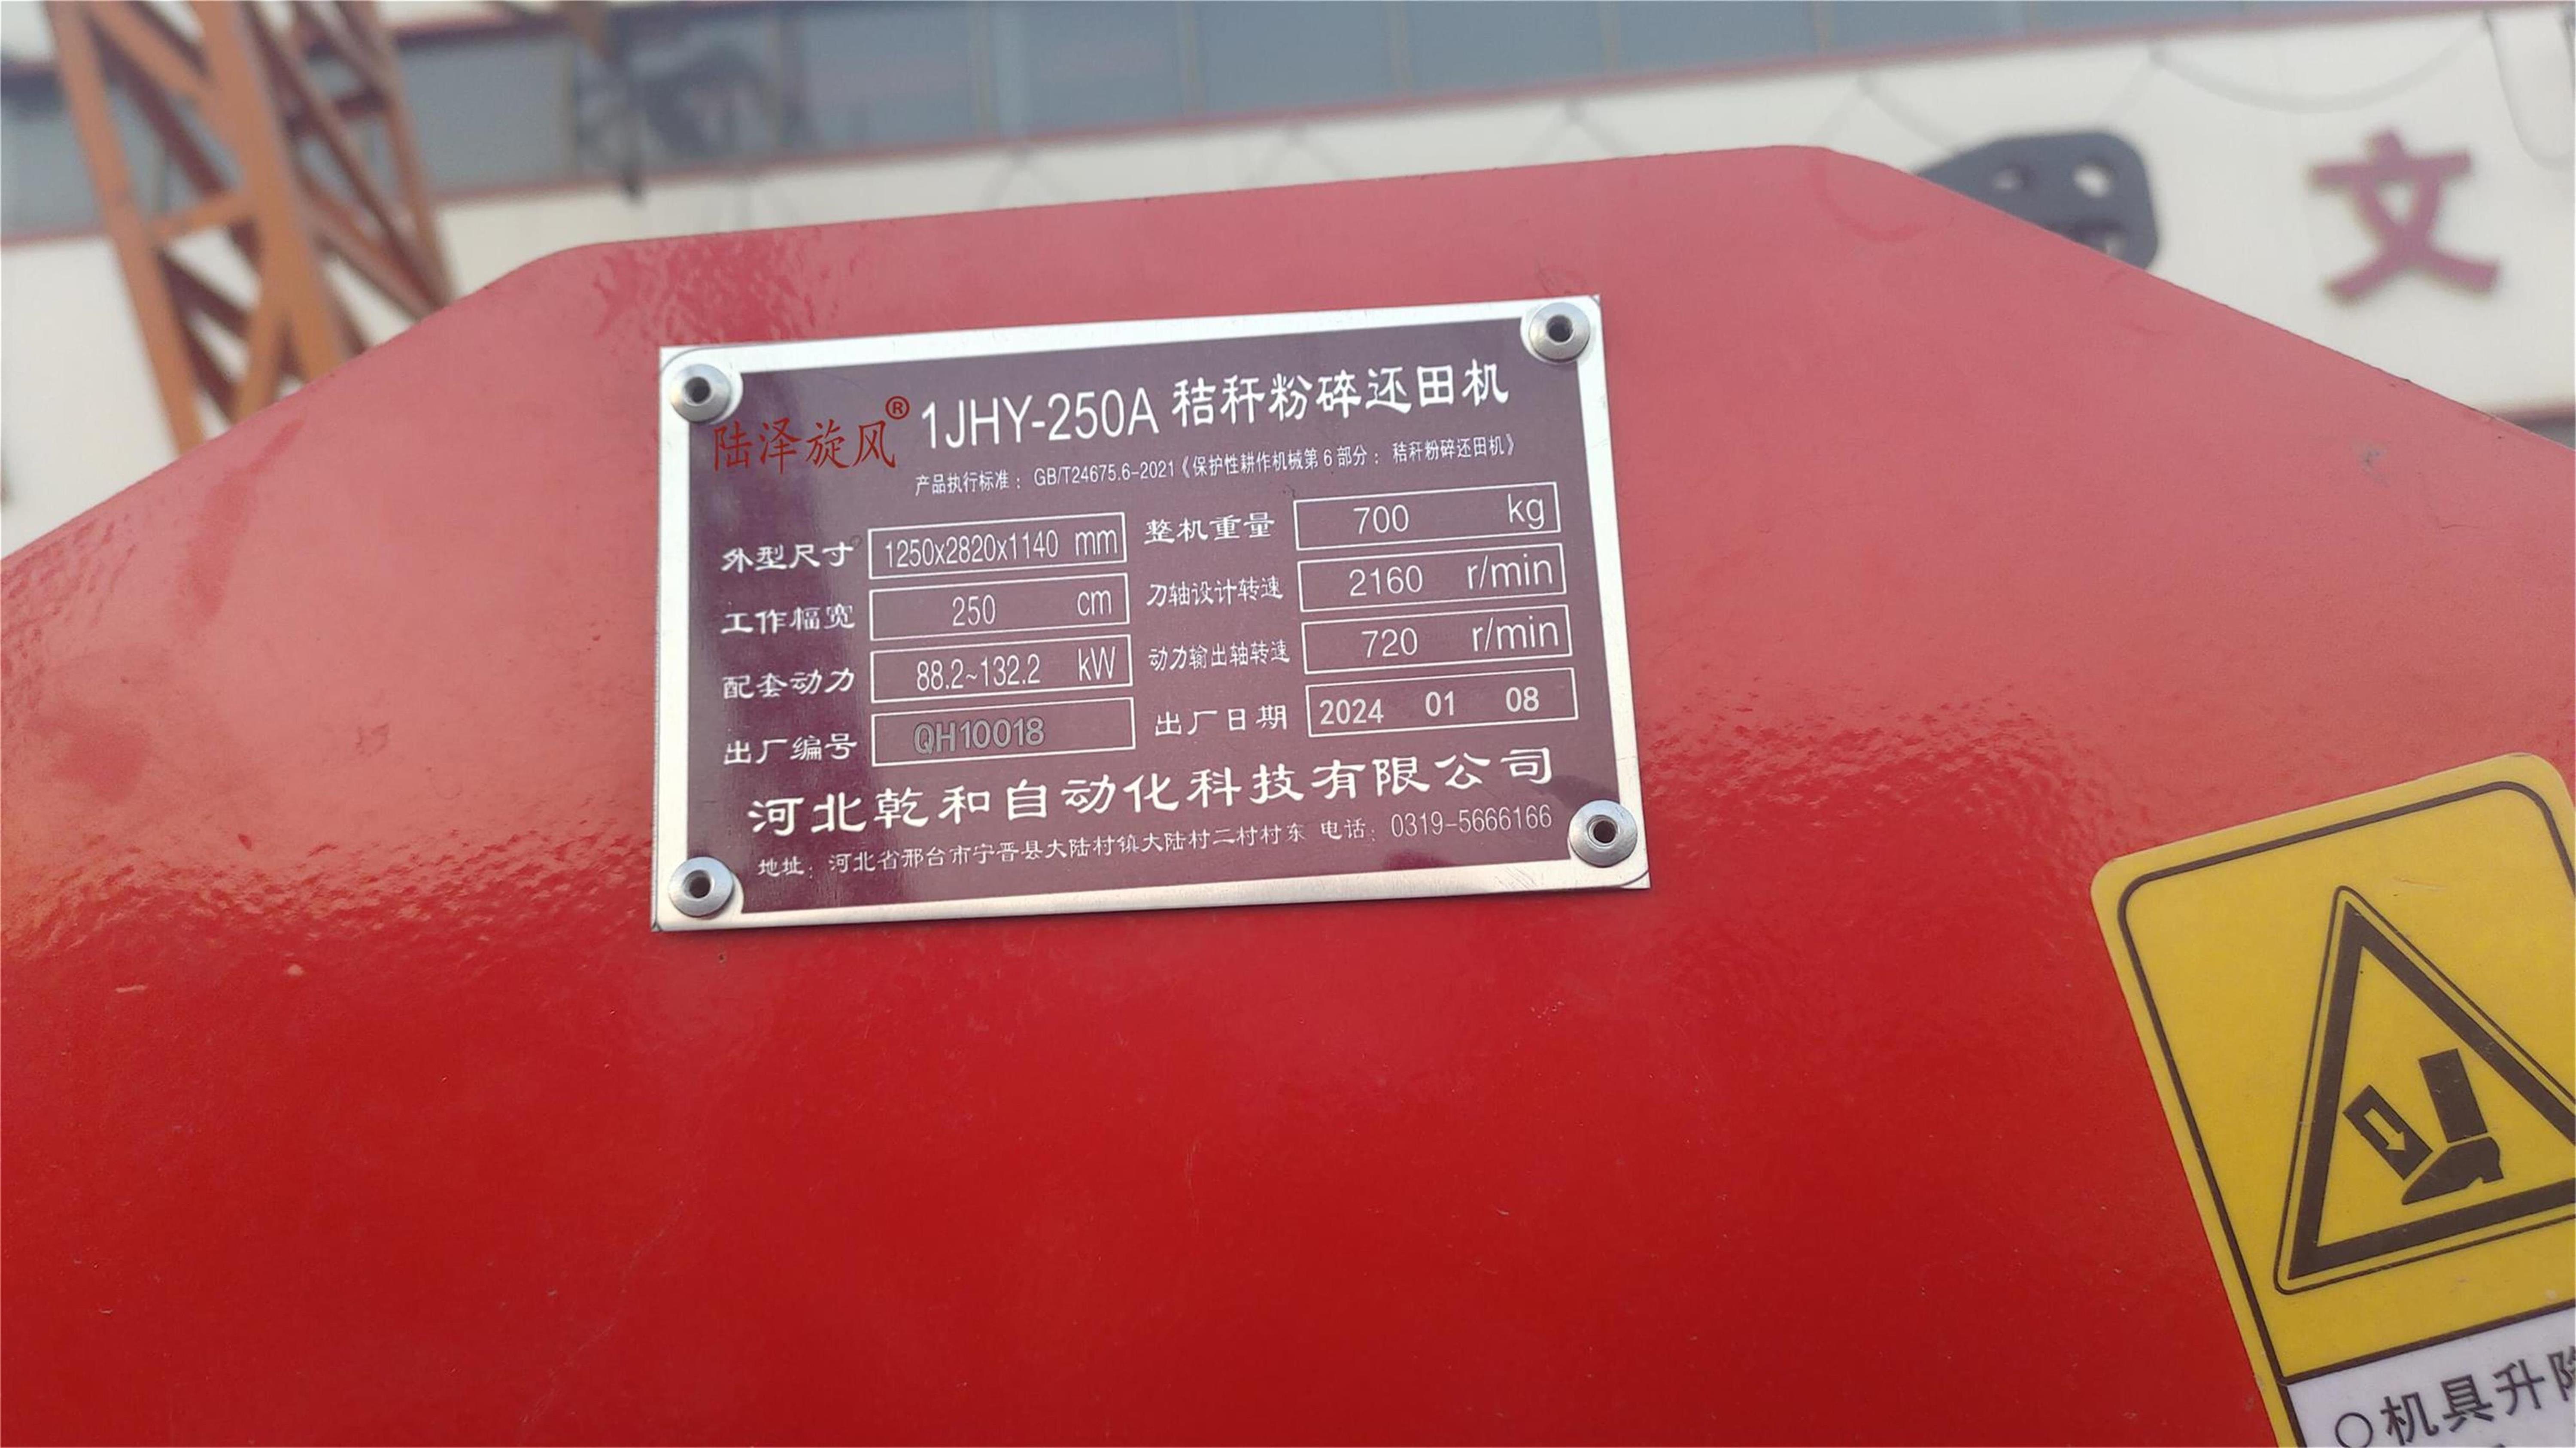 文
陆泽旋风® 1JHY-250A 秸秆粉碎还田机
产品执行标准：GB/T24675.6-2021《保护性耕作机械第6部分：秸秆粉碎还田机》
外型尺寸 1250x2820x1140 mm 整机重量 700 kg
工作幅宽 250 cm 刀轴设计转速 2160 r/min
配套动力 88.2~132.2 kW 动力输出轴转速 720 r/min
出厂编号 QH10018 出厂日期 2024 01 08
河北乾和自动化科技有限公司
地址：河北省邢台市宁晋县大陆村镇大陆村二村村东 电话：0319-5666166
○机具升